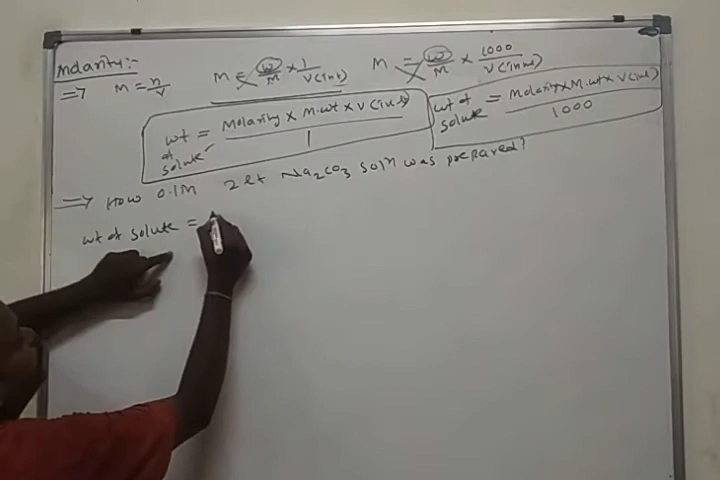 Molarity:-
⇒ M = n/V   M = w/M × 1/V(in l)   M = w/M × 1000/V(in ml)
wt of solute = Molarity × M.wt × V(in l)/1
wt of solute = Molarity × M.wt × V(in ml)/1000
⇒ How 0.1M 2 lt Na2CO3 soln was prepared?
wt of solute =